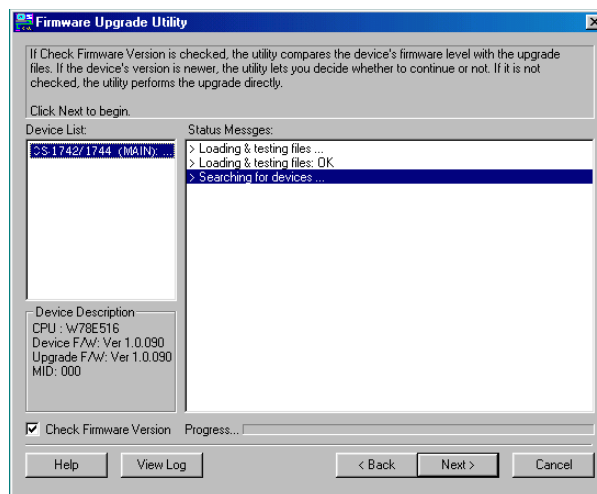 Firmware Upgrade Utility
If Check Firmware Version is checked, the utility compares the device's firmware level with the upgrade
files. If the device's version is newer, the utility lets you decide whether to continue or not. If it is not
checked, the utility performs the upgrade directly.
Click Next to begin.
Device List:
Status Messges:
CS-1742/1744 (MAIN): ...
> Loading & testing files ...
> Loading & testing files: OK
> Searching for devices ...
Device Description
CPU : W78E516
Device F/W: Ver 1.0.090
Upgrade F/W: Ver 1.0.090
MID: 000
Check Firmware Version
Progress...
Help
View Log
< Back
Next >
Cancel